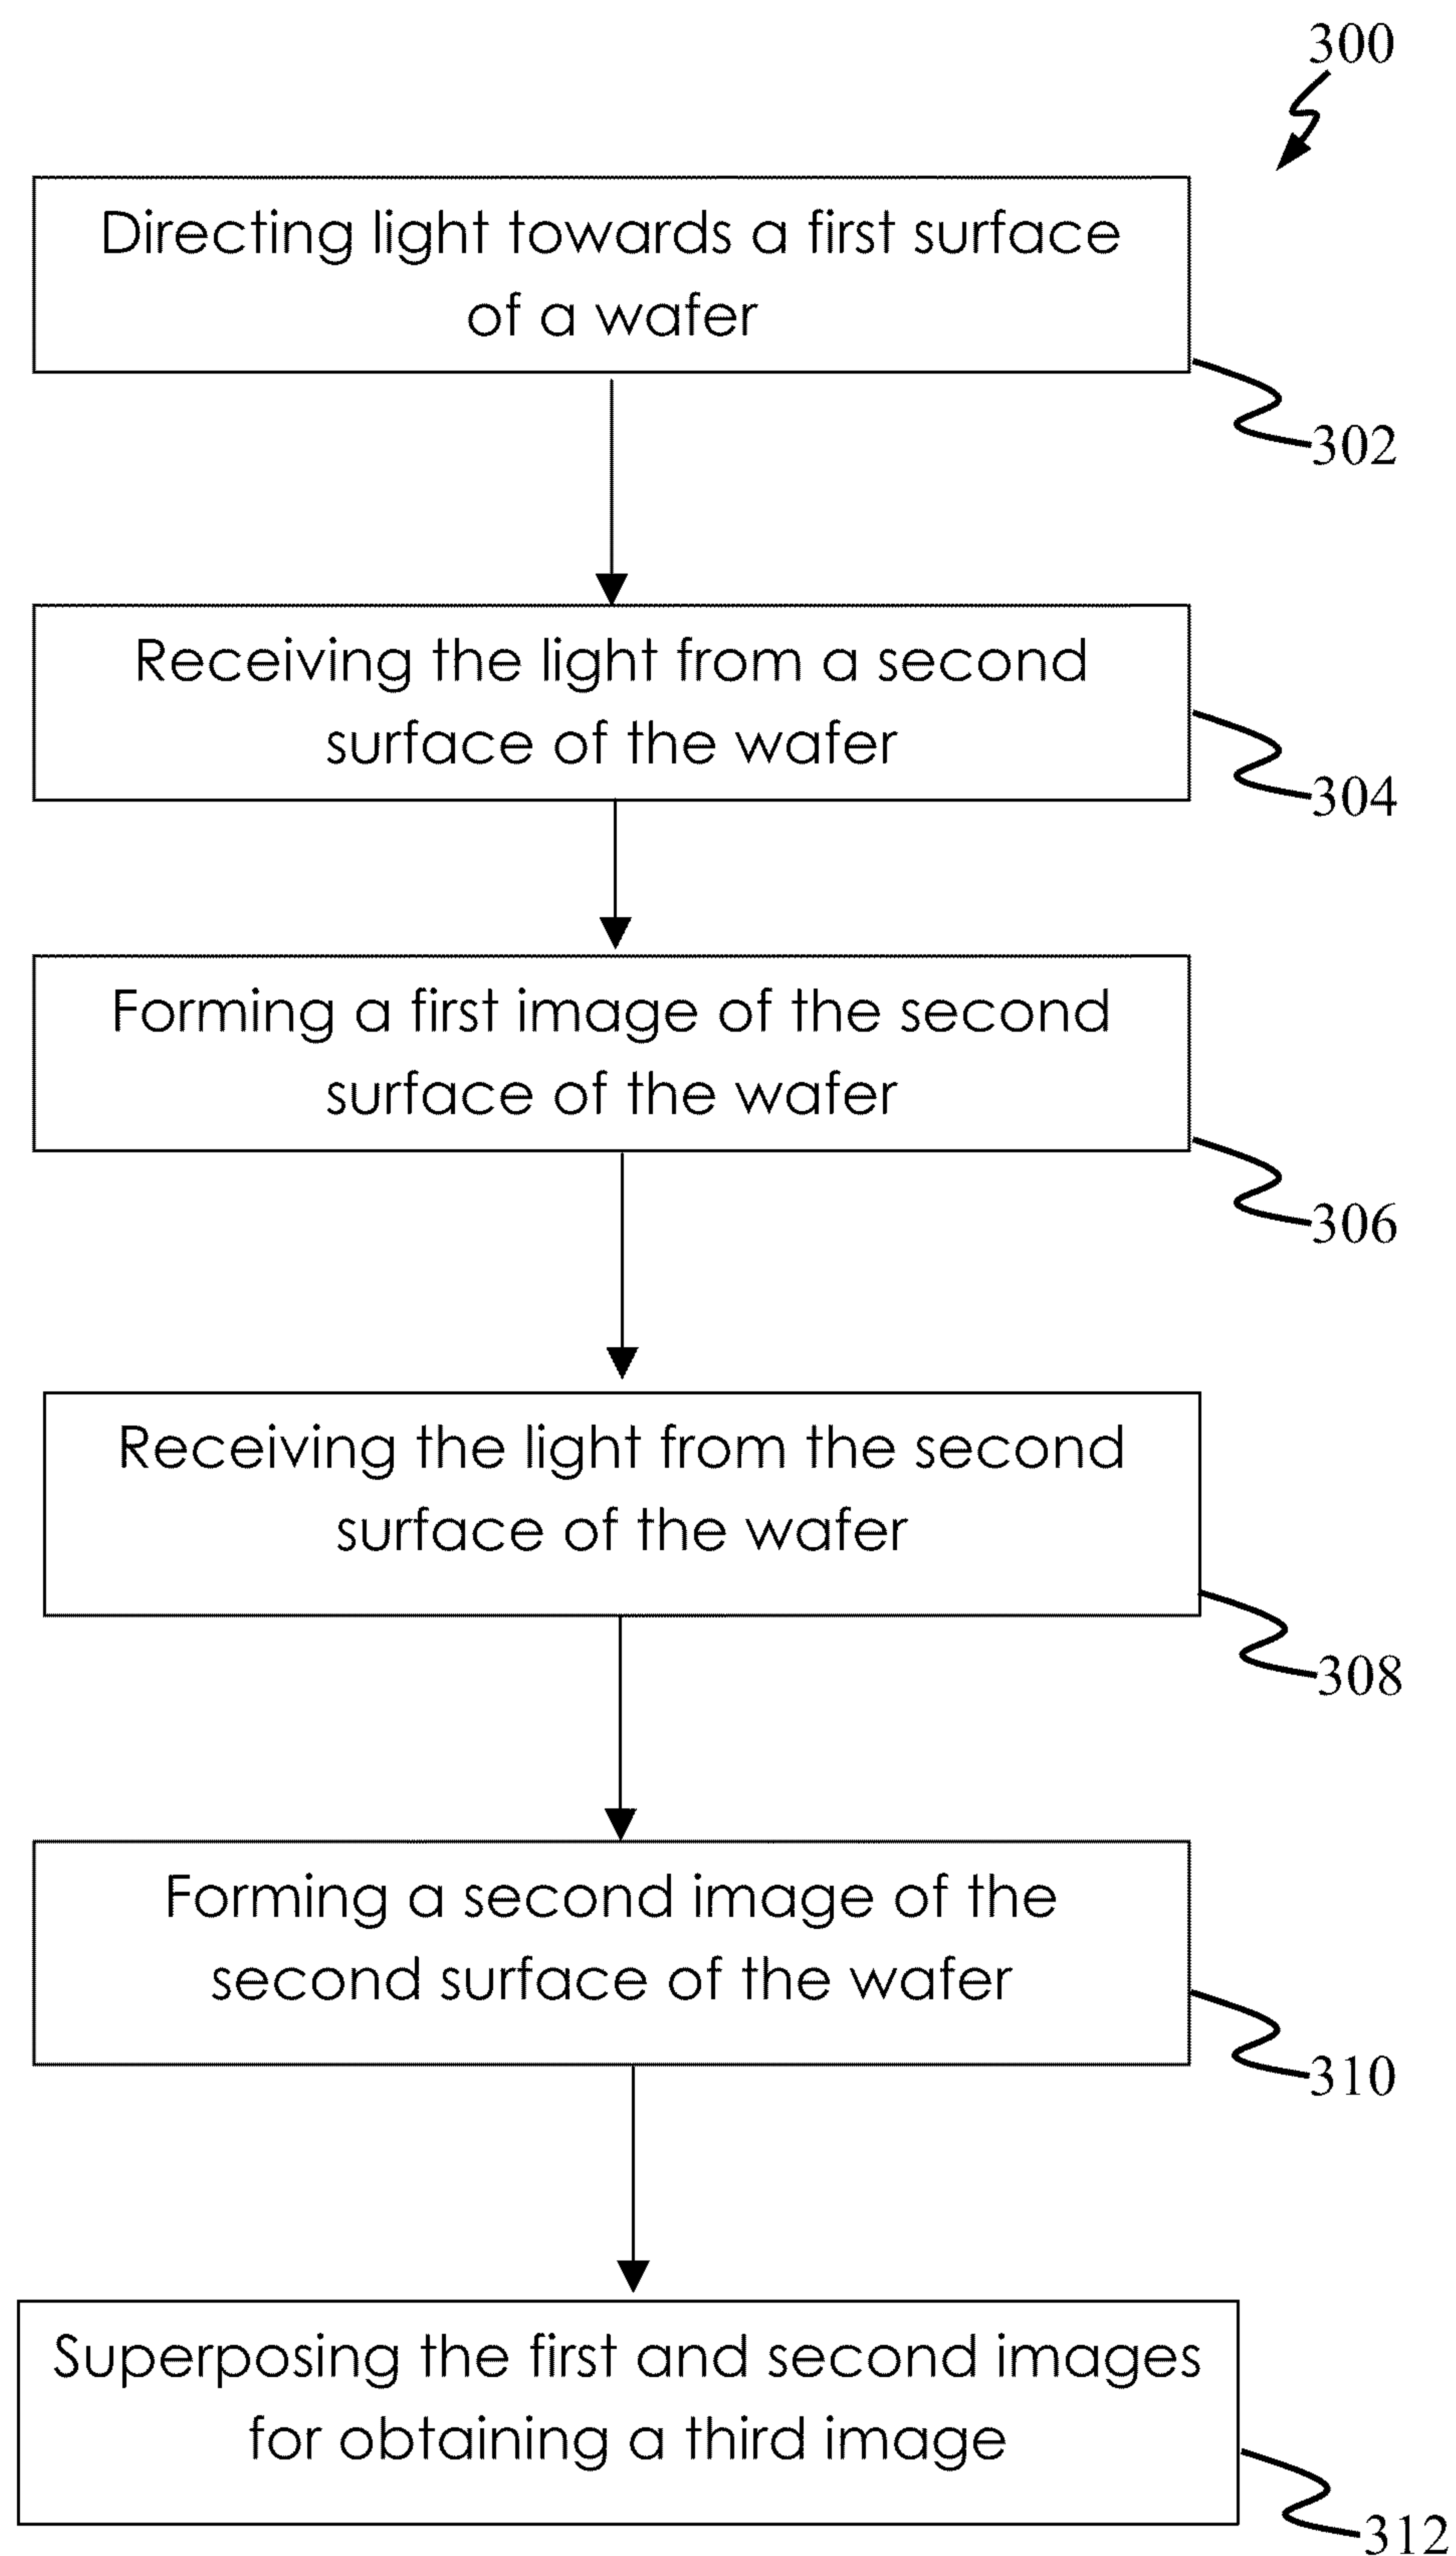 300
Directing light towards a first surface
of a wafer
302
Receiving the light from a second
surface of the wafer
304
Forming a first image of the second
surface of the wafer
306
Receiving the light from the second
surface of the wafer
308
Forming a second image of the
second surface of the wafer
310
Superposing the first and second images
for obtaining a third image
312